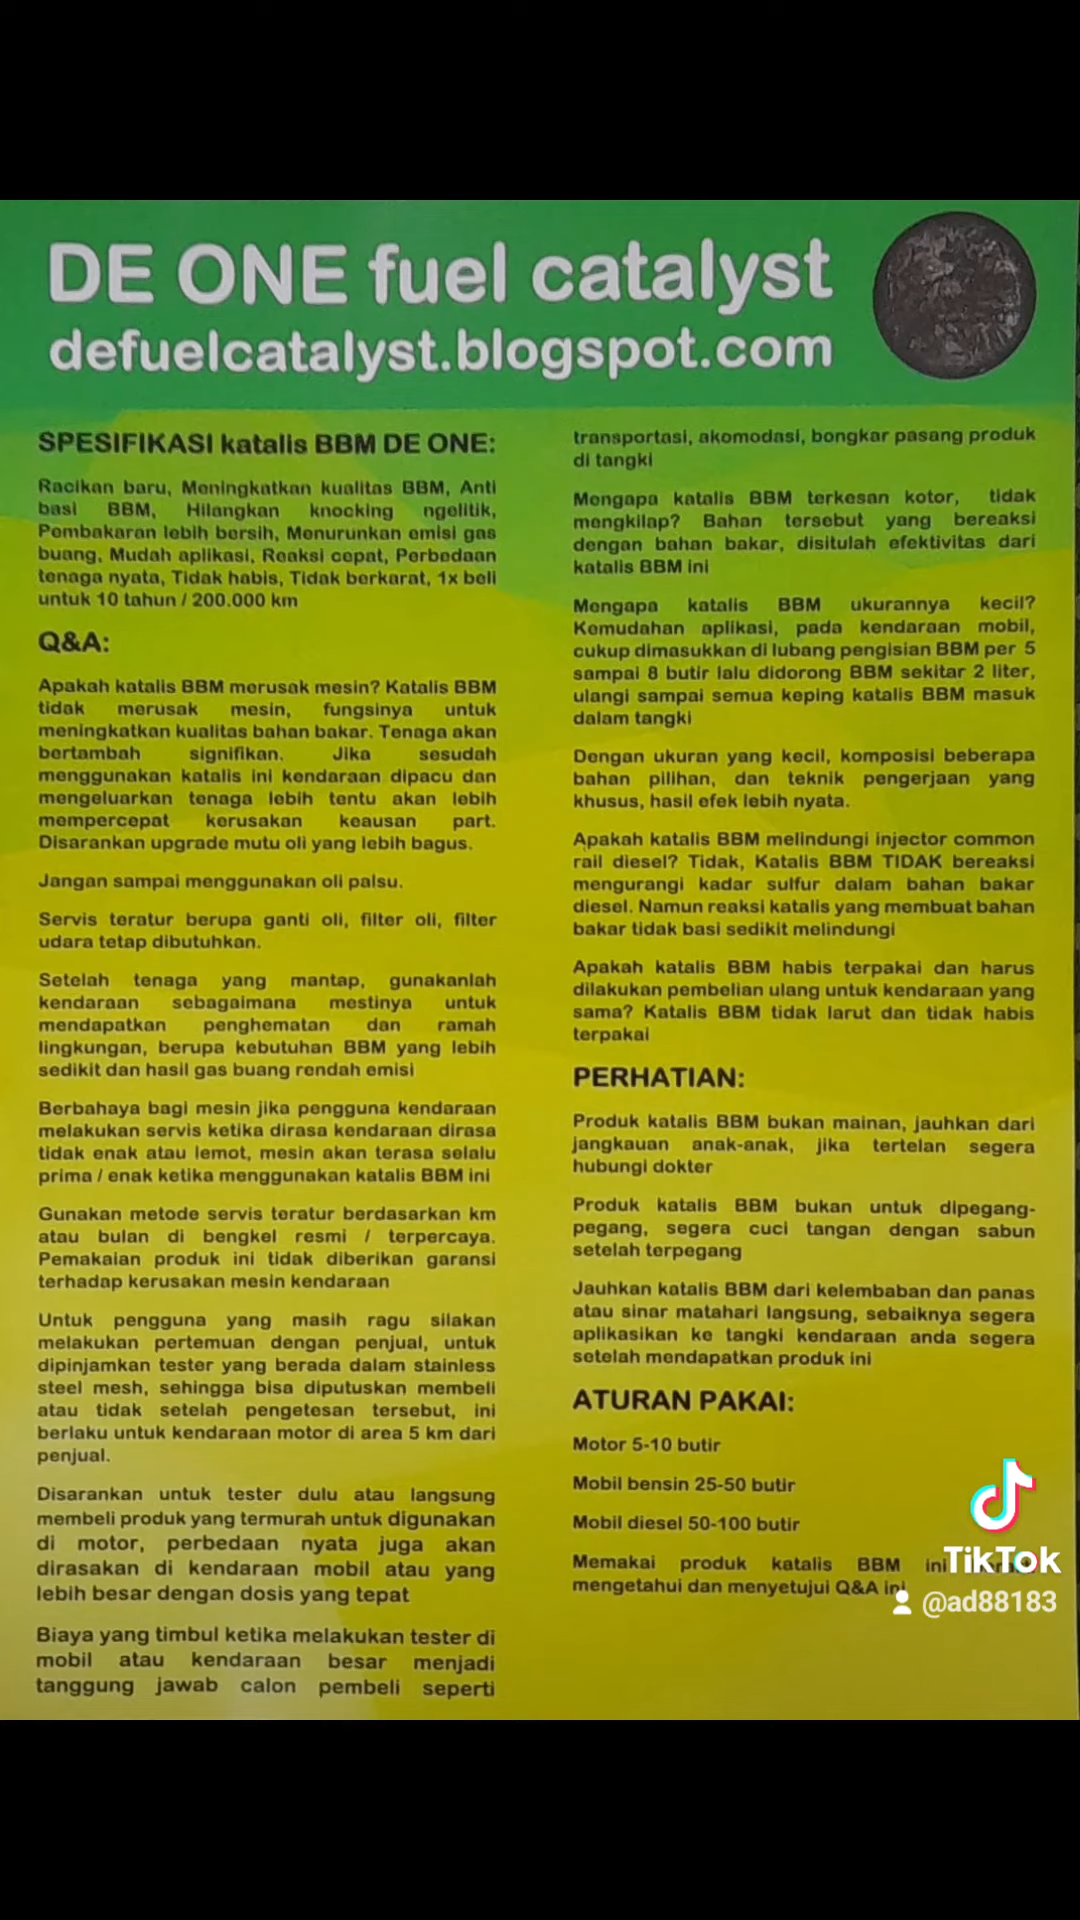 DE ONE fuel catalyst
defuelcatalyst.blogspot.com
SPESIFIKASI katalis BBM DE ONE:
Racikan baru, Meningkatkan kualitas BBM, Anti
basi BBM, Hilangkan knocking ngelitik,
Pembakaran lebih bersih, Menurunkan emisi gas
buang, Mudah aplikasi, Reaksi cepat, Perbedaan
tenaga nyata, Tidak habis, Tidak berkarat, 1x beli
untuk 10 tahun / 200.000 km
Q&A:
Apakah katalis BBM merusak mesin? Katalis BBM
tidak merusak mesin, fungsinya untuk
meningkatkan kualitas bahan bakar. Tenaga akan
bertambah signifikan. Jika sesudah
menggunakan katalis ini kendaraan dipacu dan
mengeluarkan tenaga lebih tentu akan lebih
mempercepat kerusakan keausan part.
Disarankan upgrade mutu oli yang lebih bagus.
Jangan sampai menggunakan oli palsu.
Servis teratur berupa ganti oli, filter oli, filter
udara tetap dibutuhkan.
Setelah tenaga yang mantap, gunakanlah
kendaraan sebagaimana mestinya untuk
mendapatkan penghematan dan ramah
lingkungan, berupa kebutuhan BBM yang lebih
sedikit dan hasil gas buang rendah emisi
Berbahaya bagi mesin jika pengguna kendaraan
melakukan servis ketika dirasa kendaraan dirasa
tidak enak atau lemot, mesin akan terasa selalu
prima / enak ketika menggunakan katalis BBM ini
Gunakan metode servis teratur berdasarkan km
atau bulan di bengkel resmi / terpercaya.
Pemakaian produk ini tidak diberikan garansi
terhadap kerusakan mesin kendaraan
Untuk pengguna yang masih ragu silakan
melakukan pertemuan dengan penjual, untuk
dipinjamkan tester yang berada dalam stainless
steel mesh, sehingga bisa diputuskan membeli
atau tidak setelah pengetesan tersebut, ini
berlaku untuk kendaraan motor di area 5 km dari
penjual.
Disarankan untuk tester dulu atau langsung
membeli produk yang termurah untuk digunakan
di motor, perbedaan nyata juga akan
dirasakan di kendaraan mobil atau yang
lebih besar dengan dosis yang tepat
Biaya yang timbul ketika melakukan tester di
mobil atau kendaraan besar menjadi
tanggung jawab calon pembeli seperti
transportasi, akomodasi, bongkar pasang produk
di tangki
Mengapa katalis BBM terkesan kotor, tidak
mengkilap? Bahan tersebut yang bereaksi
dengan bahan bakar, disitulah efektivitas dari
katalis BBM ini
Mengapa katalis BBM ukurannya kecil?
Kemudahan aplikasi, pada kendaraan mobil,
cukup dimasukkan di lubang pengisian BBM per 5
sampai 8 butir lalu didorong BBM sekitar 2 liter,
ulangi sampai semua keping katalis BBM masuk
dalam tangki
Dengan ukuran yang kecil, komposisi beberapa
bahan pilihan, dan teknik pengerjaan yang
khusus, hasil efek lebih nyata.
Apakah katalis BBM melindungi injector common
rail diesel? Tidak, Katalis BBM TIDAK bereaksi
mengurangi kadar sulfur dalam bahan bakar
diesel. Namun reaksi katalis yang membuat bahan
bakar tidak basi sedikit melindungi
Apakah katalis BBM habis terpakai dan harus
dilakukan pembelian ulang untuk kendaraan yang
sama? Katalis BBM tidak larut dan tidak habis
terpakai
PERHATIAN:
Produk katalis BBM bukan mainan, jauhkan dari
jangkauan anak-anak, jika tertelan segera
hubungi dokter
Produk katalis BBM bukan untuk dipegang-
pegang, segera cuci tangan dengan sabun
setelah terpegang
Jauhkan katalis BBM dari kelembaban dan panas
atau sinar matahari langsung, sebaiknya segera
aplikasikan ke tangki kendaraan anda segera
setelah mendapatkan produk ini
ATURAN PAKAI:
Motor 5-10 butir
Mobil bensin 25-50 butir
Mobil diesel 50-100 butir
Memakai produk katalis BBM ini
mengetahui dan menyetujui Q&A ini
TikTok
@ad88183